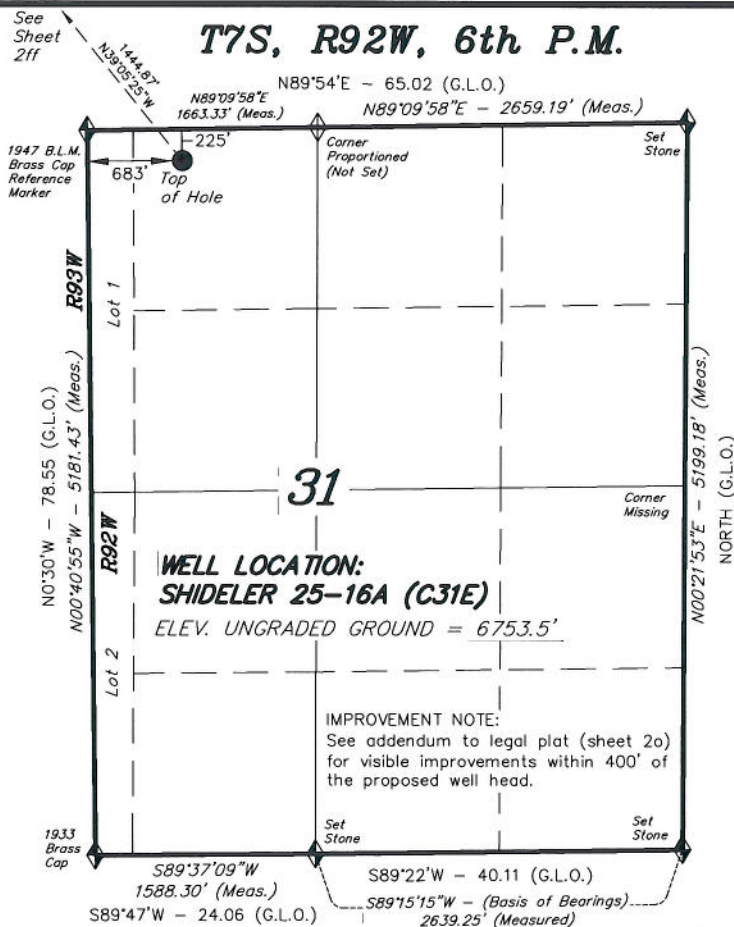 See
Sheet
2ff
T7S, R92W, 6th P.M.
1444.87'
N39°05'25"W
N89°54'E - 65.02 (G.L.O.)
N89°09'58"E
1663.33' (Meas.)
N89°09'58"E - 2659.19' (Meas.)
1947 B.L.M.
Brass Cap
Reference
Marker
225'
683'
Top
of Hole
Corner
Proportioned
(Not Set)
Set
Stone
R93W
Lot 1
N0°30'W - 78.55 (G.L.O.)
N00°40'55"W - 5181.43' (Meas.)
N00°21'53"E - 5199.18' (Meas.)
NORTH (G.L.O.)
31
Corner
Missing
R92W
WELL LOCATION:
SHIDELER 25-16A (C31E)
ELEV. UNGRADED GROUND = 6753.5'
Lot 2
IMPROVEMENT NOTE:
See addendum to legal plat (sheet 2o)
for visible improvements within 400' of
the proposed well head.
1933
Brass
Cap
Set
Stone
Set
Stone
S89°37'09"W
1588.30' (Meas.)
S89°47'W - 24.06 (G.L.O.)
S89°22'W - 40.11 (G.L.O.)
S89°15'15"W - (Basis of Bearings)
2639.25' (Measured)